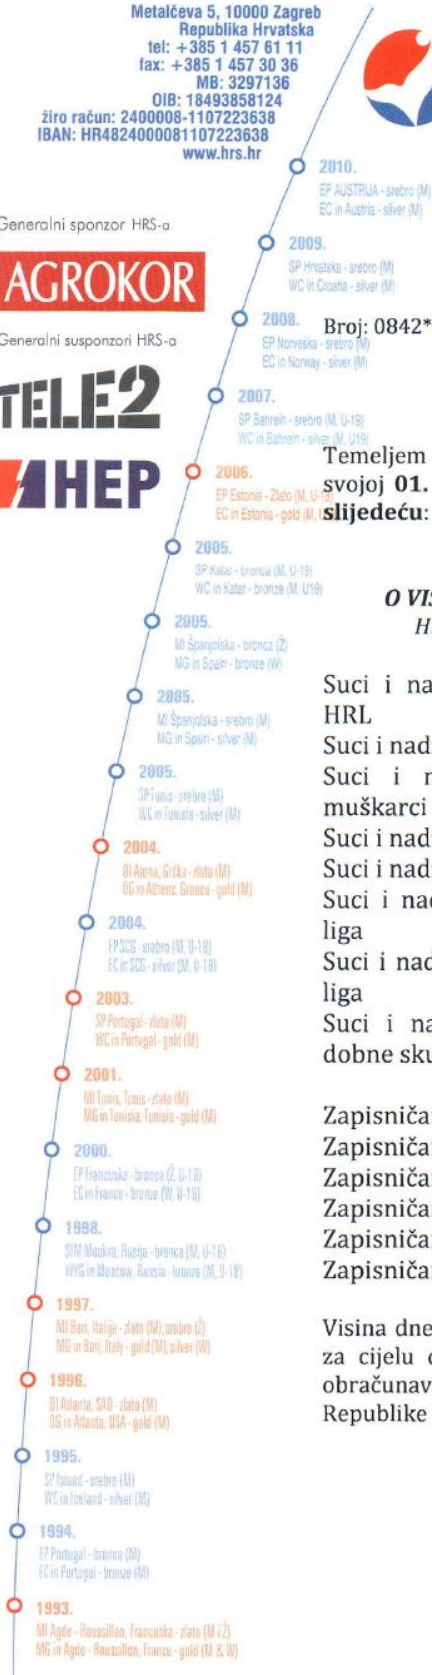 Metalčeva 5, 10000 Zagreb
Republika Hrvatska
tel: +385 1 457 61 11
fax: +385 1 457 30 36
MB: 3297136
OIB: 18493858124
žiro račun: 2400008-1107223638
IBAN: HR4824000081107223638
www.hrs.hr
Generalni sponzor HRS-a
AGROKOR
Generalni susponzori HRS-a
TELE2
HEP
2010.
EP AUSTRIJA - srebro (M)
EC in Austria - silver (M)
2009.
SP Hrvatska - srebro (M)
WC in Croatia - silver (M)
2008.
EP Norveska - srebro (M)
EC in Norway - silver (M)
2007.
SP Bahrein - srebro (M, U-19)
WC in Bahrein - silver (M, U19)
2006.
EP Estonia - Zlato (M, U-18)
EC in Estonia - gold (M,
2005.
SP Katar - bronca (M, U-19)
WC in Katar - bronze (M, U19)
2005.
MI Španjolska - bronca (Ž)
MG in Spain - bronze (W)
2005.
MI Španjolska - srebro (M)
MG in Spain - silver (M)
2005.
SP Tunis - srebro (M)
WC in Tunisia - silver (M)
2004.
OI Atena, Grčka - zlato (M)
OG in Athens, Greece - gold (M)
2004.
EP SCG - srebro (M, U-18)
EC in SCG - silver (M, U-18)
2003.
SP Portugal - zlato (M)
WC in Portugal - gold (M)
2001.
MI Tunis, Tunis - zlato (M)
MG in Tunisia, Tunisia - gold (M)
2000.
EP Francuska - bronca (Ž, U-18)
EC in France - bronze (W, U-18)
1998.
SIM Moskva, Rusija - bronca (M, U-18)
WYG in Moscow, Russia - bronze (M, U-18)
1997.
MI Bari, Italija - zlato (M), srebro (Ž)
MG in Bari, Italy - gold (M), silver (W)
1996.
OI Atlanta, SAD - zlato (M)
OG in Atlanta, USA - gold (M)
1995.
SP Island - srebro (M)
WC in Iceland - silver (M)
1994.
EP Portugal - bronca (M)
EC in Portugal - bronze (M)
1993.
MI Agde - Roussillon, Francuska - zlato (M i Ž)
MG in Agde - Roussillon, France - gold (M & W)
Broj: 0842*
Temeljem
svojoj 01.
slijedeću:
O VIS
H
Suci i na
HRL
Suci i nad
Suci i n
muškarci
Suci i nad
Suci i nad
Suci i nad
liga
Suci i nad
liga
Suci i na
dobne sku
Zapisniča
Zapisniča
Zapisniča
Zapisniča
Zapisniča
Zapisniča
Visina dne
za cijelu
obračunav
Republike